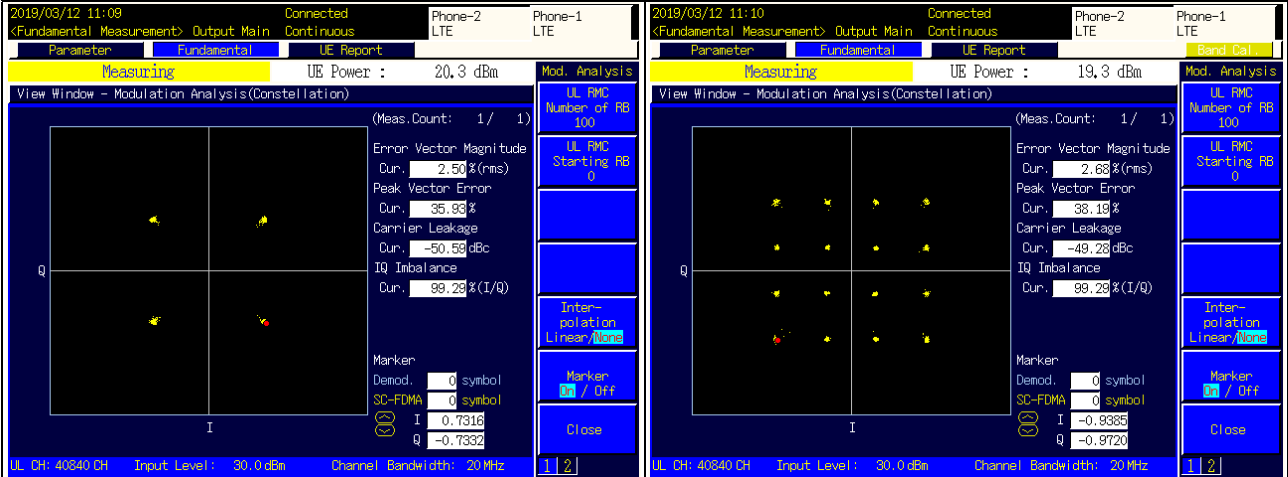 2019/03/12 11:09 Connected Phone-2 Phone-1
<Fundamental Measurement> Output Main Continuous LTE LTE
Parameter Fundamental UE Report
Measuring UE Power : 20.3 dBm Mod. Analysis
View Window - Modulation Analysis(Constellation)
UL RMC
Number of RB
100
(Meas.Count: 1/ 1)
Error Vector Magnitude
Cur. 2.50 %(rms)
Peak Vector Error
Cur. 35.93 %
Carrier Leakage
Cur. -50.59 dBc
IQ Imbalance
Cur. 99.29 %(I/Q)
UL RMC
Starting RB
0
Q
I
Inter-
polation
Linear/None
Marker
Demod. 0 symbol
SC-FDMA 0 symbol
I 0.7316
Q -0.7332
Marker
On / Off
Close
UL CH: 40840 CH Input Level: 30.0 dBm Channel Bandwidth: 20 MHz 1 2
2019/03/12 11:10 Connected Phone-2 Phone-1
<Fundamental Measurement> Output Main Continuous LTE LTE
Parameter Fundamental UE Report Band Cal.
Measuring UE Power : 19.3 dBm Mod. Analysis
View Window - Modulation Analysis(Constellation)
UL RMC
Number of RB
100
(Meas.Count: 1/ 1)
Error Vector Magnitude
Cur. 2.68 %(rms)
Peak Vector Error
Cur. 38.19 %
Carrier Leakage
Cur. -49.28 dBc
IQ Imbalance
Cur. 99.29 %(I/Q)
UL RMC
Starting RB
0
Q
I
Inter-
polation
Linear/None
Marker
Demod. 0 symbol
SC-FDMA 0 symbol
I -0.9385
Q -0.9720
Marker
On / Off
Close
UL CH: 40840 CH Input Level: 30.0 dBm Channel Bandwidth: 20 MHz 1 2